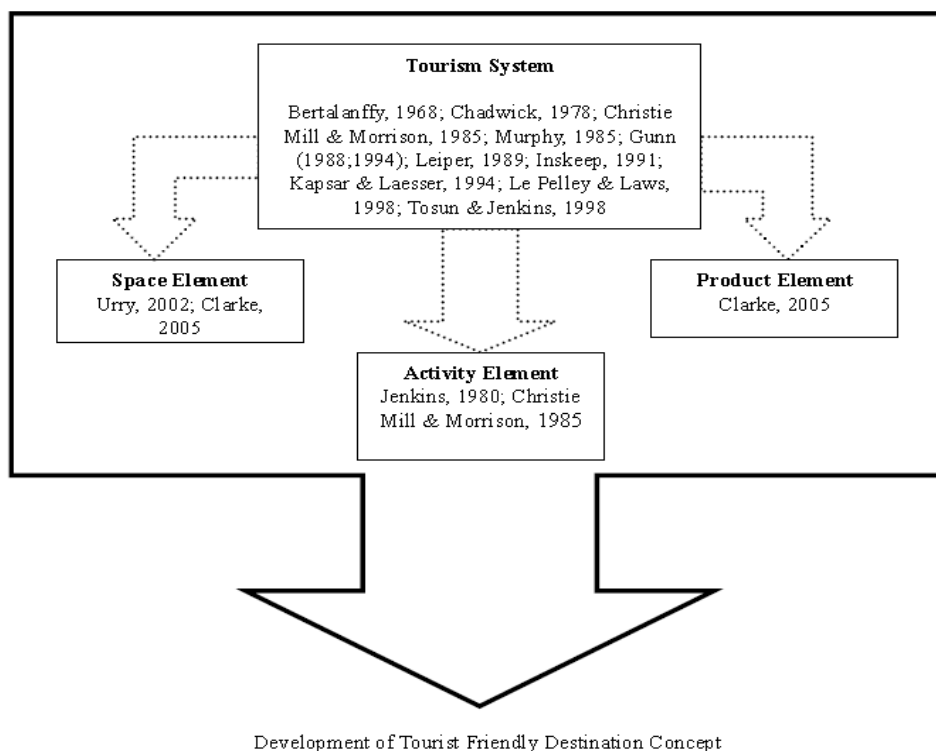 Tourism System
Bertalanffy, 1968; Chadwick, 1978; Christie
Mill & Morrison, 1985; Murphy, 1985; Gunn
(1988;1994); Leiper, 1989; Inskeep, 1991;
Kapsar & Laesser, 1994; Le Pelley & Laws,
1998; Tosun & Jenkins, 1998
Space Element
Urry, 2002; Clarke,
2005
Product Element
Clarke, 2005
Activity Element
Jenkins, 1980; Christie
Mill & Morrison, 1985
Development of Tourist Friendly Destination Concept